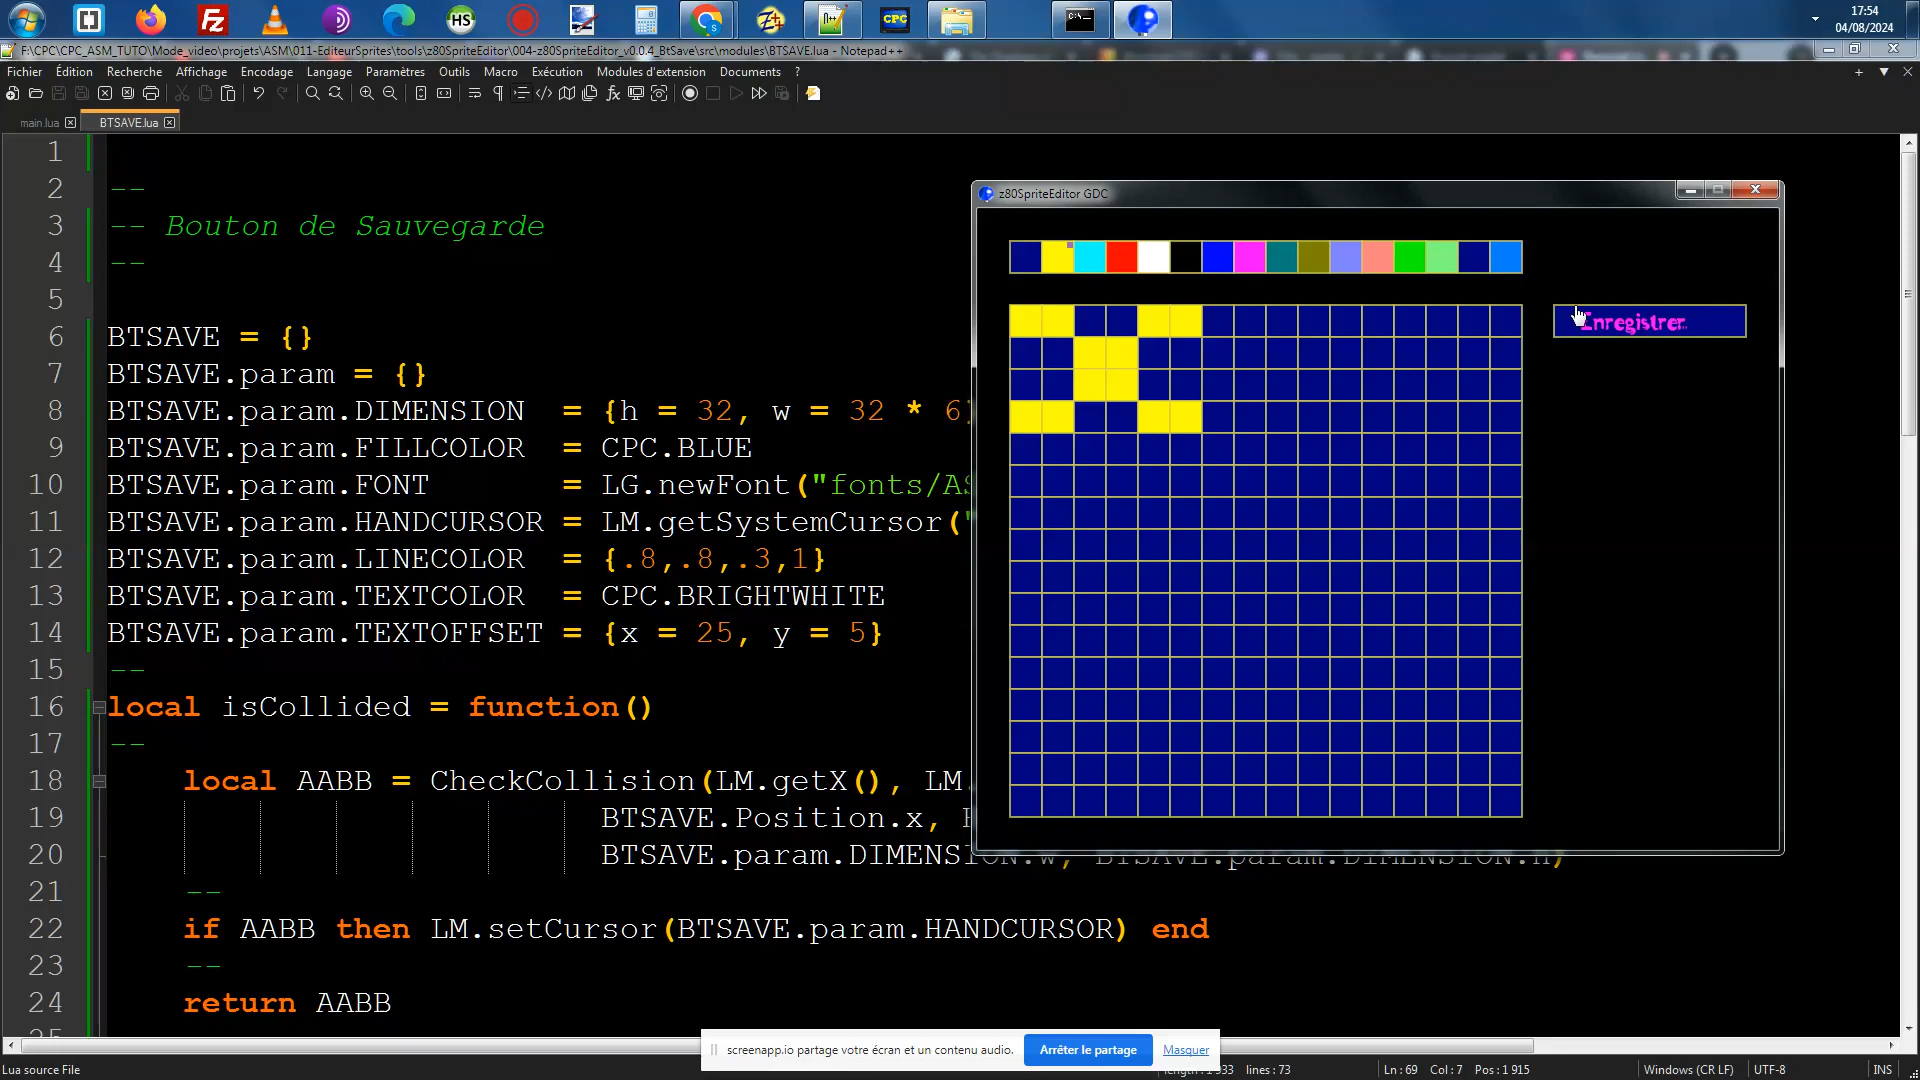 17:54
04/08/2024
HS
CPC
F:\CPC\CPC_ASM_TUTO\Mode_video\projets\ASM\011-EditeurSprites\tools\z80SpriteEditor\004-z80SpriteEditor_v0.0.4_BtSave\src\modules\BTSAVE.lua - Notepad++
Fichier Édition Recherche Affichage Encodage Langage Paramètres Outils Macro Exécution Modules d'extension Documents ?
main.lua BTSAVE.lua
1
2 --
3 -- Bouton de Sauvegarde
4 --
5
6 BTSAVE = {}
7 BTSAVE.param = {}
8 BTSAVE.param.DIMENSION = {h = 32, w = 32 * 6}
9 BTSAVE.param.FILLCOLOR = CPC.BLUE
10 BTSAVE.param.FONT = LG.newFont("fonts/AS
11 BTSAVE.param.HANDCURSOR = LM.getSystemCursor("
12 BTSAVE.param.LINECOLOR = {.8,.8,.3,1}
13 BTSAVE.param.TEXTCOLOR = CPC.BRIGHTWHITE
14 BTSAVE.param.TEXTOFFSET = {x = 25, y = 5}
15 --
16 local isCollided = function()
17 --
18 local AABB = CheckCollision(LM.getX(), LM.
19 BTSAVE.Position.x,
20 BTSAVE.param.DIMENSION.w, BTSAVE.param.DIMENSION.h)
21 --
22 if AABB then LM.setCursor(BTSAVE.param.HANDCURSOR) end
23 --
24 return AABB
z80SpriteEditor GDC
Enregistrer
screenapp.io partage votre écran et un contenu audio. Arrêter le partage Masquer
Lua source File lines : 73 Ln : 69 Col : 7 Pos : 1 915 Windows (CR LF) UTF-8 INS